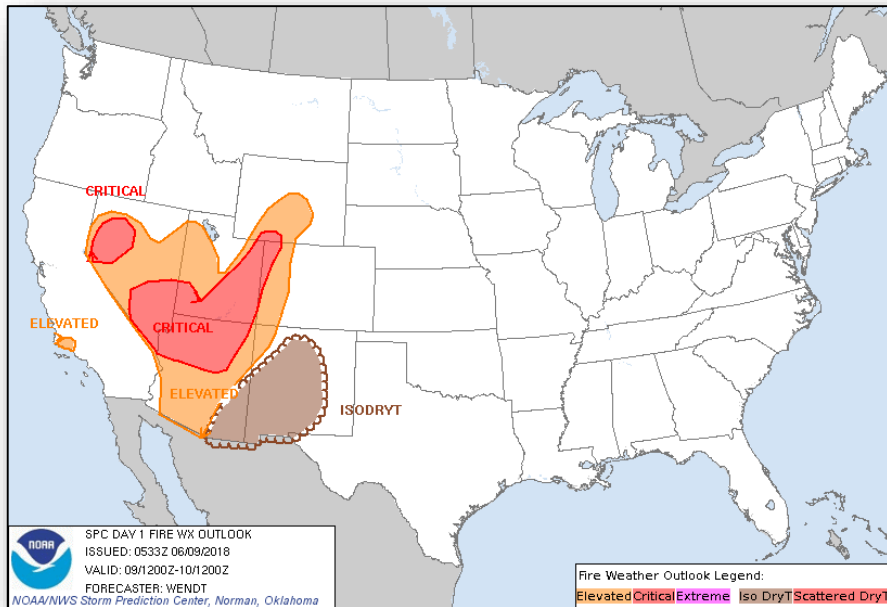 CRITICAL
ELEVATED
CRITICAL
ELEVATED
ISODRYT
NOAA
SPC DAY 1 FIRE WX OUTLOOK
ISSUED: 0533Z 06/09/2018
VALID: 09/1200Z-10/1200Z
FORECASTER: WENDT
NOAA/NWS Storm Prediction Center, Norman, Oklahoma
Fire Weather Outlook Legend:
Elevated Critical Extreme Iso DryT Scattered DryT